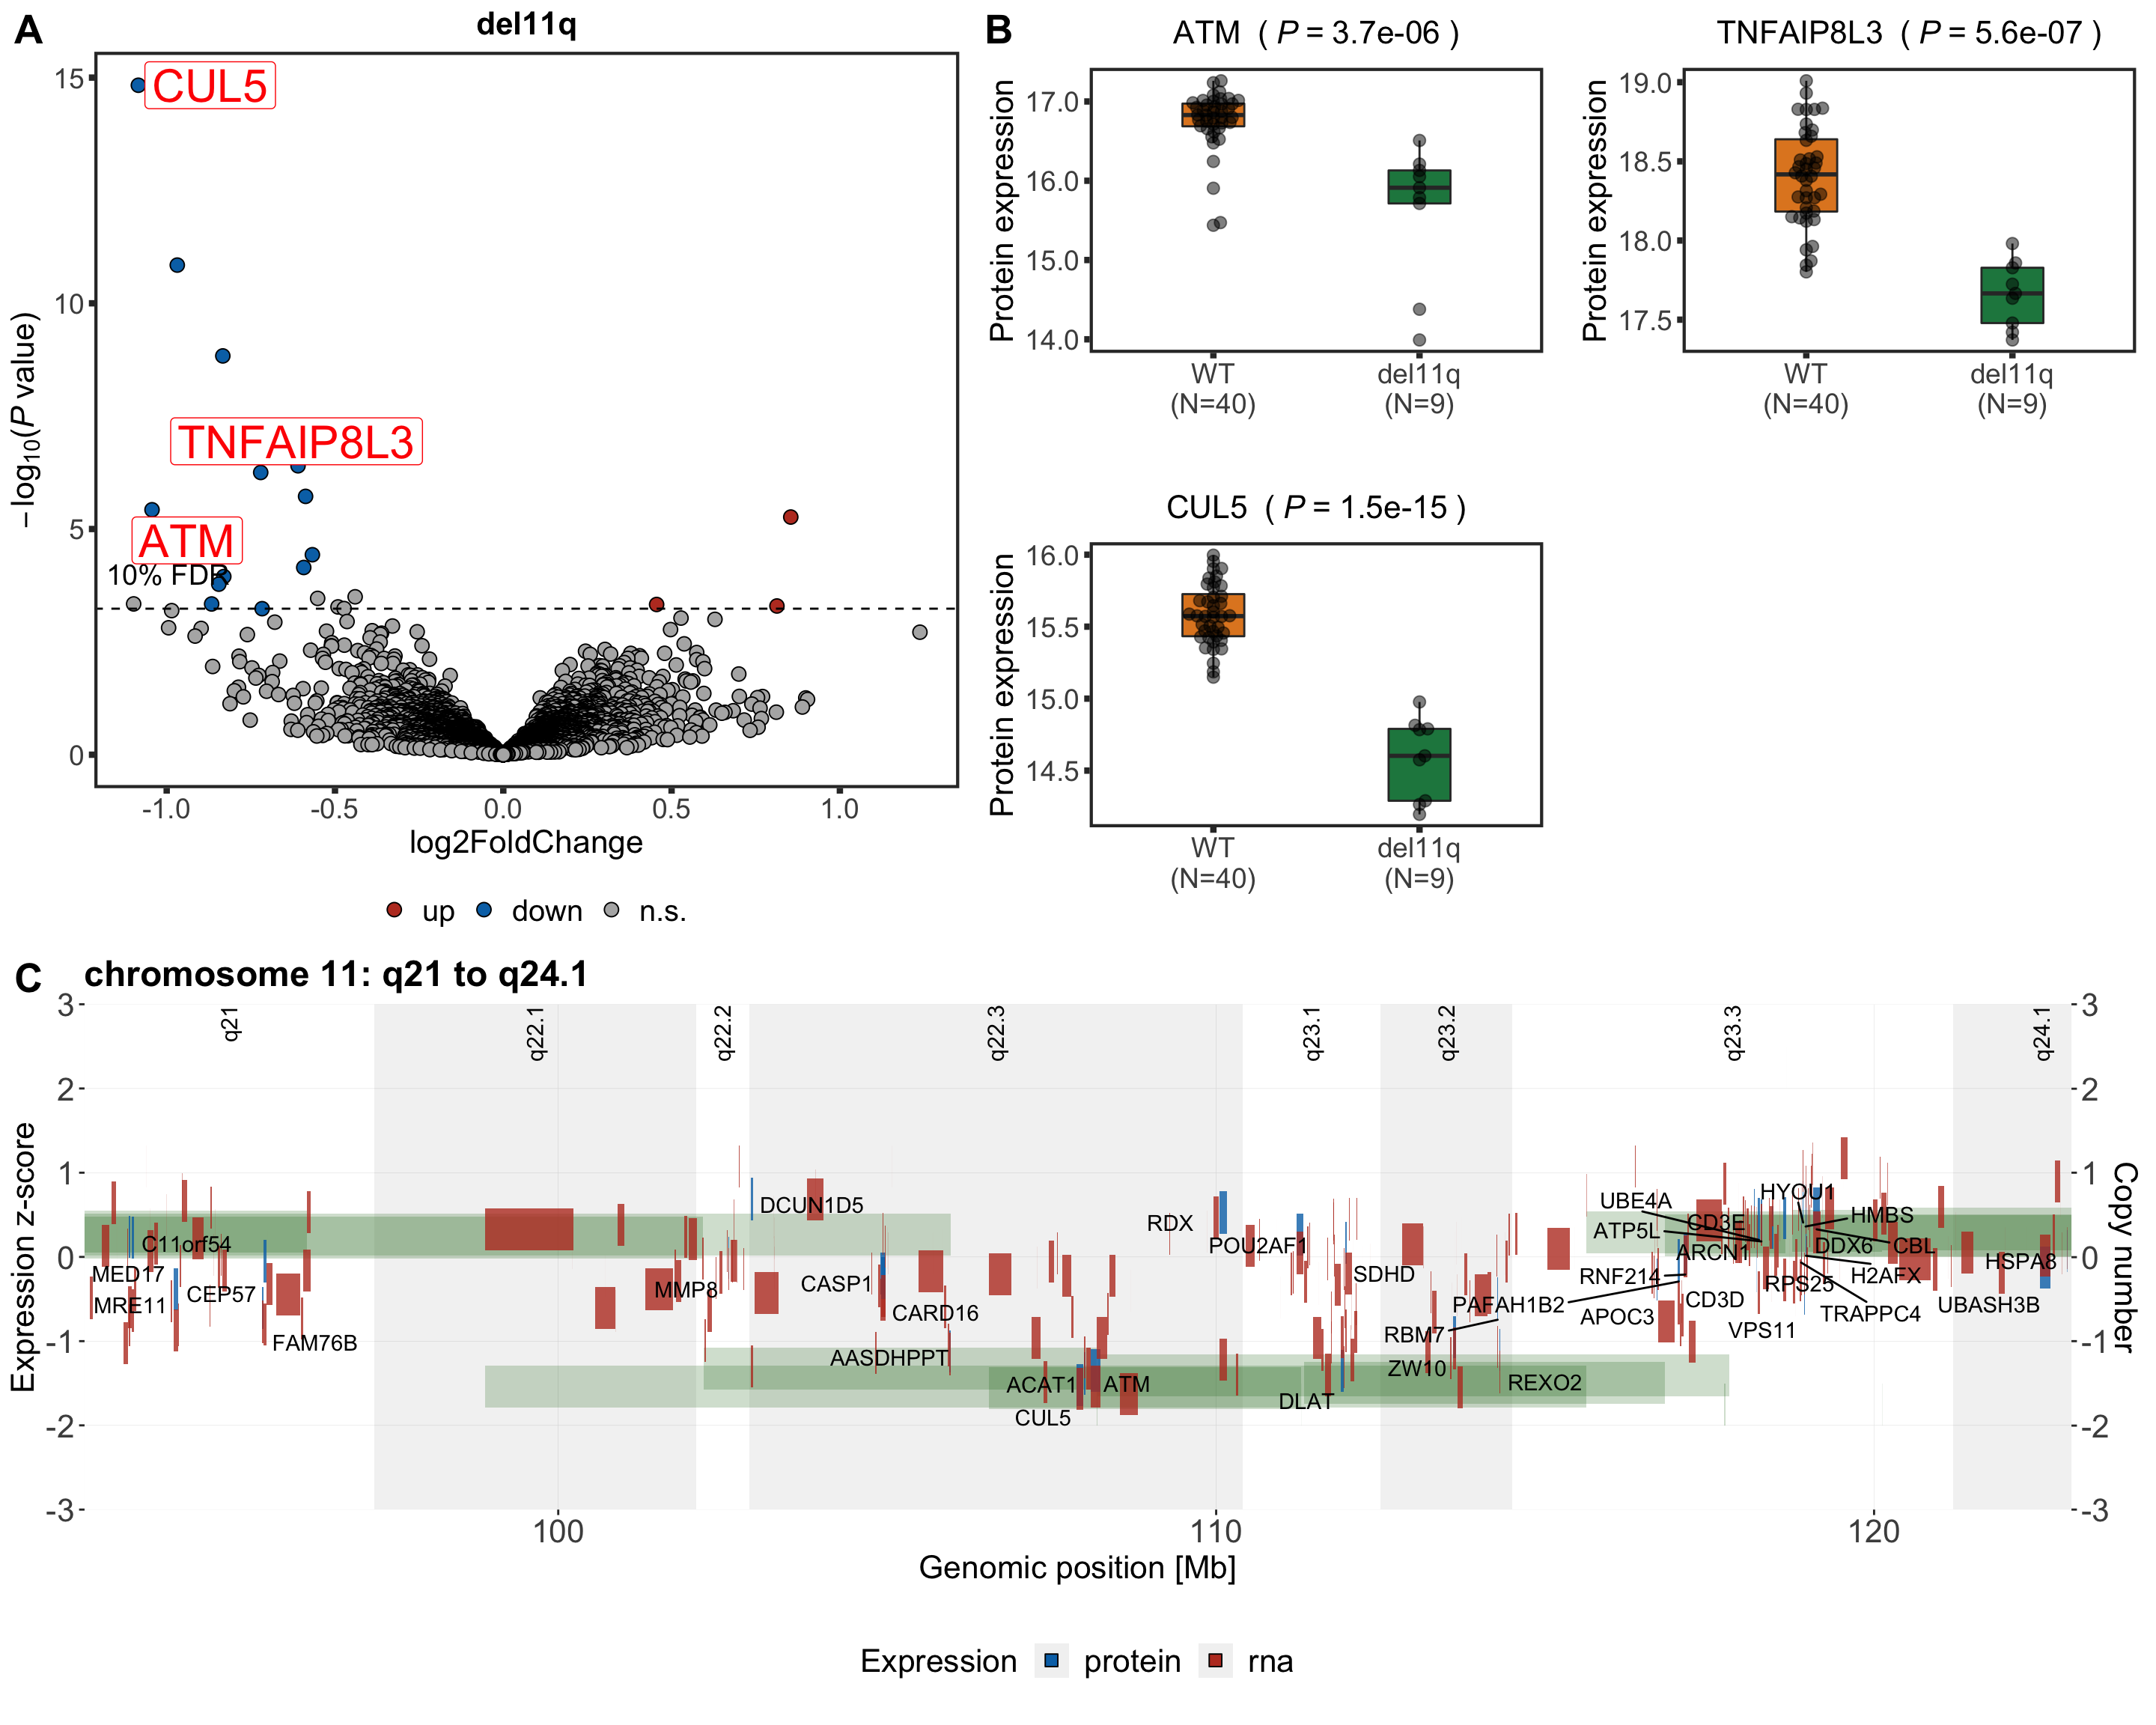 A
del11q
CUL5
TNFAIP8L3
ATM
10% FDR
15
10
5
0
−log10(P value)
-1.0
-0.5
0.0
0.5
1.0
log2FoldChange
up
down
n.s.
B
ATM ( P = 3.7e-06 )
Protein expression
17.0
16.0
15.0
14.0
WT
(N=40)
del11q
(N=9)
TNFAIP8L3 ( P = 5.6e-07 )
Protein expression
19.0
18.5
18.0
17.5
WT
(N=40)
del11q
(N=9)
CUL5 ( P = 1.5e-15 )
Protein expression
16.0
15.5
15.0
14.5
WT
(N=40)
del11q
(N=9)
C
chromosome 11: q21 to q24.1
Expression z-score
3
2
1
0
-1
-2
-3
q21
q22.1
q22.2
q22.3
q23.1
q23.2
q23.3
q24.1
C11orf54
MED17
MRE11
CEP57
FAM76B
MMP8
DCUN1D5
CASP1
CARD16
AASDHPPT
ACAT1
CUL5
ATM
RDX
POU2AF1
DLAT
SDHD
PAFAH1B2
RBM7
ZW10
REXO2
UBE4A
ATP5L
CD3E
ARCN1
RNF214
APOC3
CD3D
VPS11
HYOU1
HMBS
DDX6
CBL
RPS25
H2AFX
TRAPPC4
HSPA8
UBASH3B
3
2
1
0
-1
-2
-3
Copy number
100
110
120
Genomic position [Mb]
Expression
protein
rna